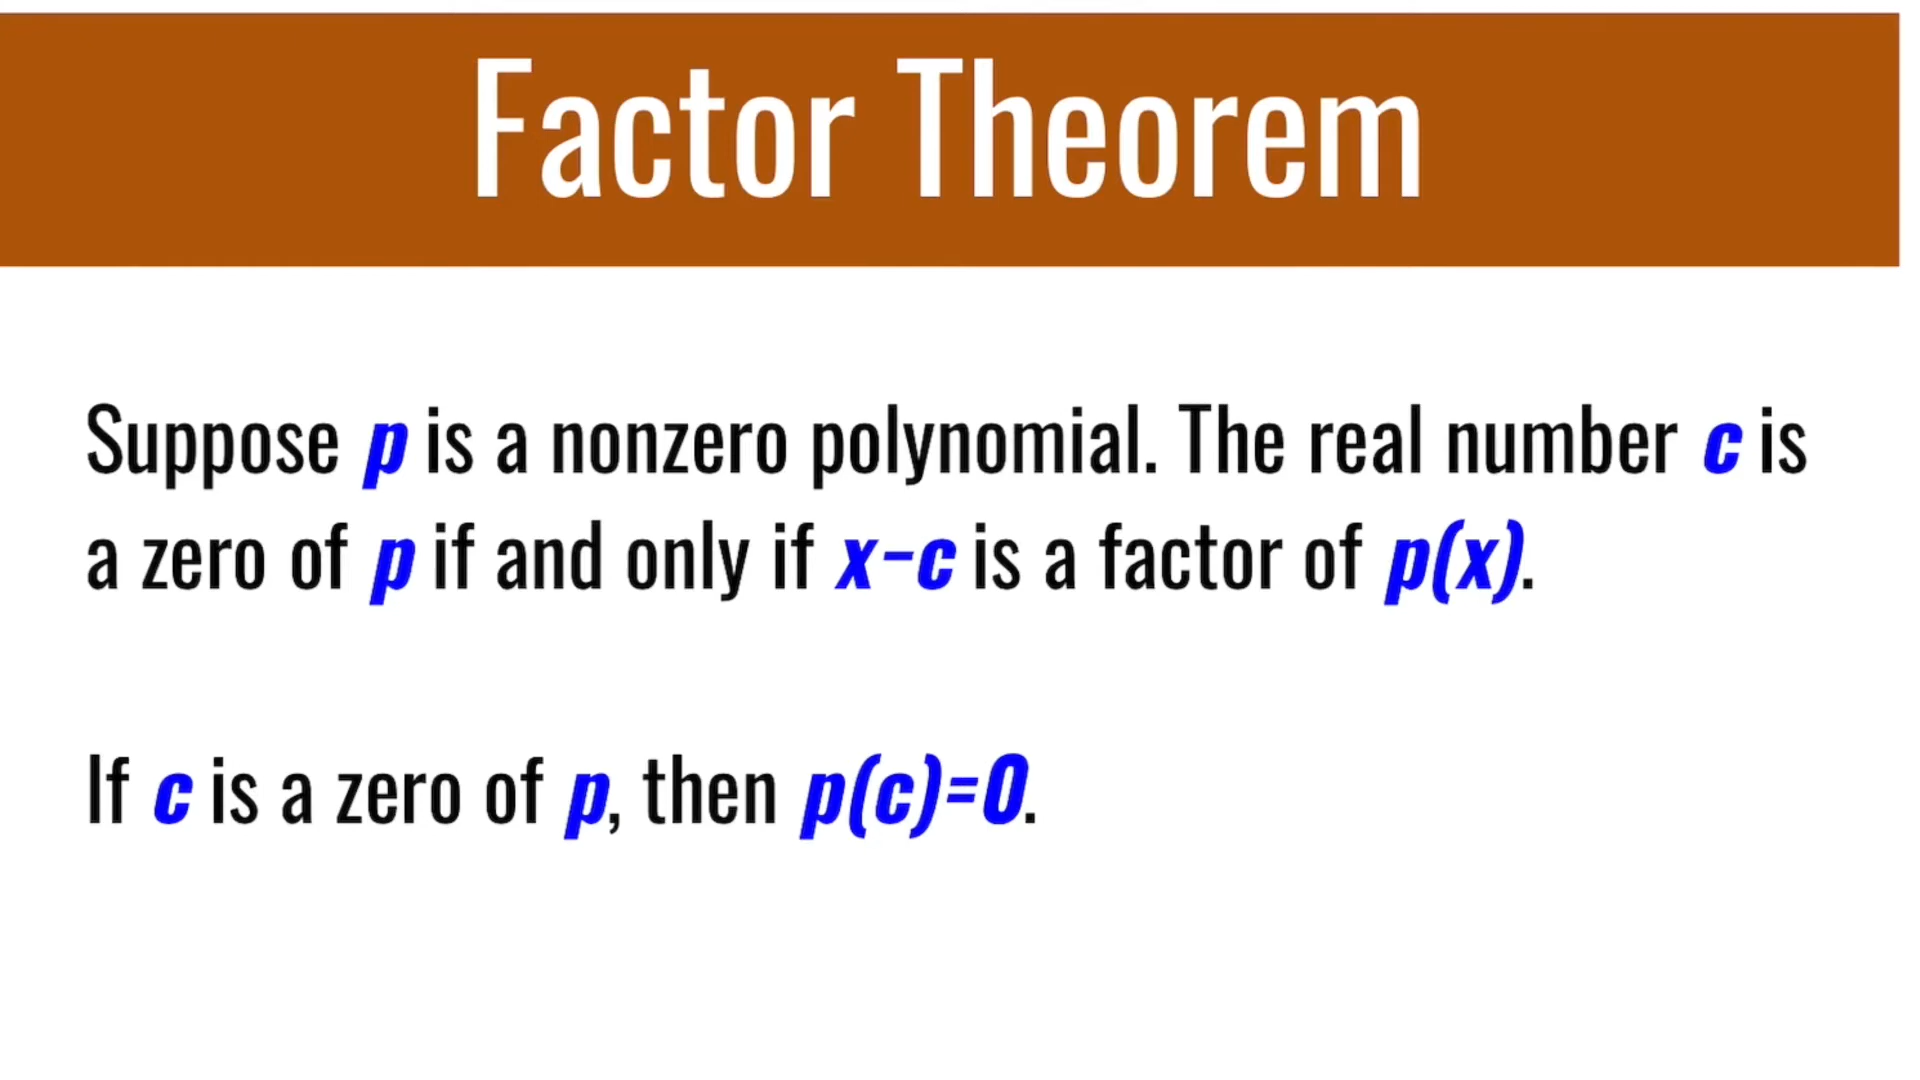 Factor Theorem
Suppose p is a nonzero polynomial. The real number c is
a zero of p if and only if x-c is a factor of p(x).
If c is a zero of p, then p(c)=0.